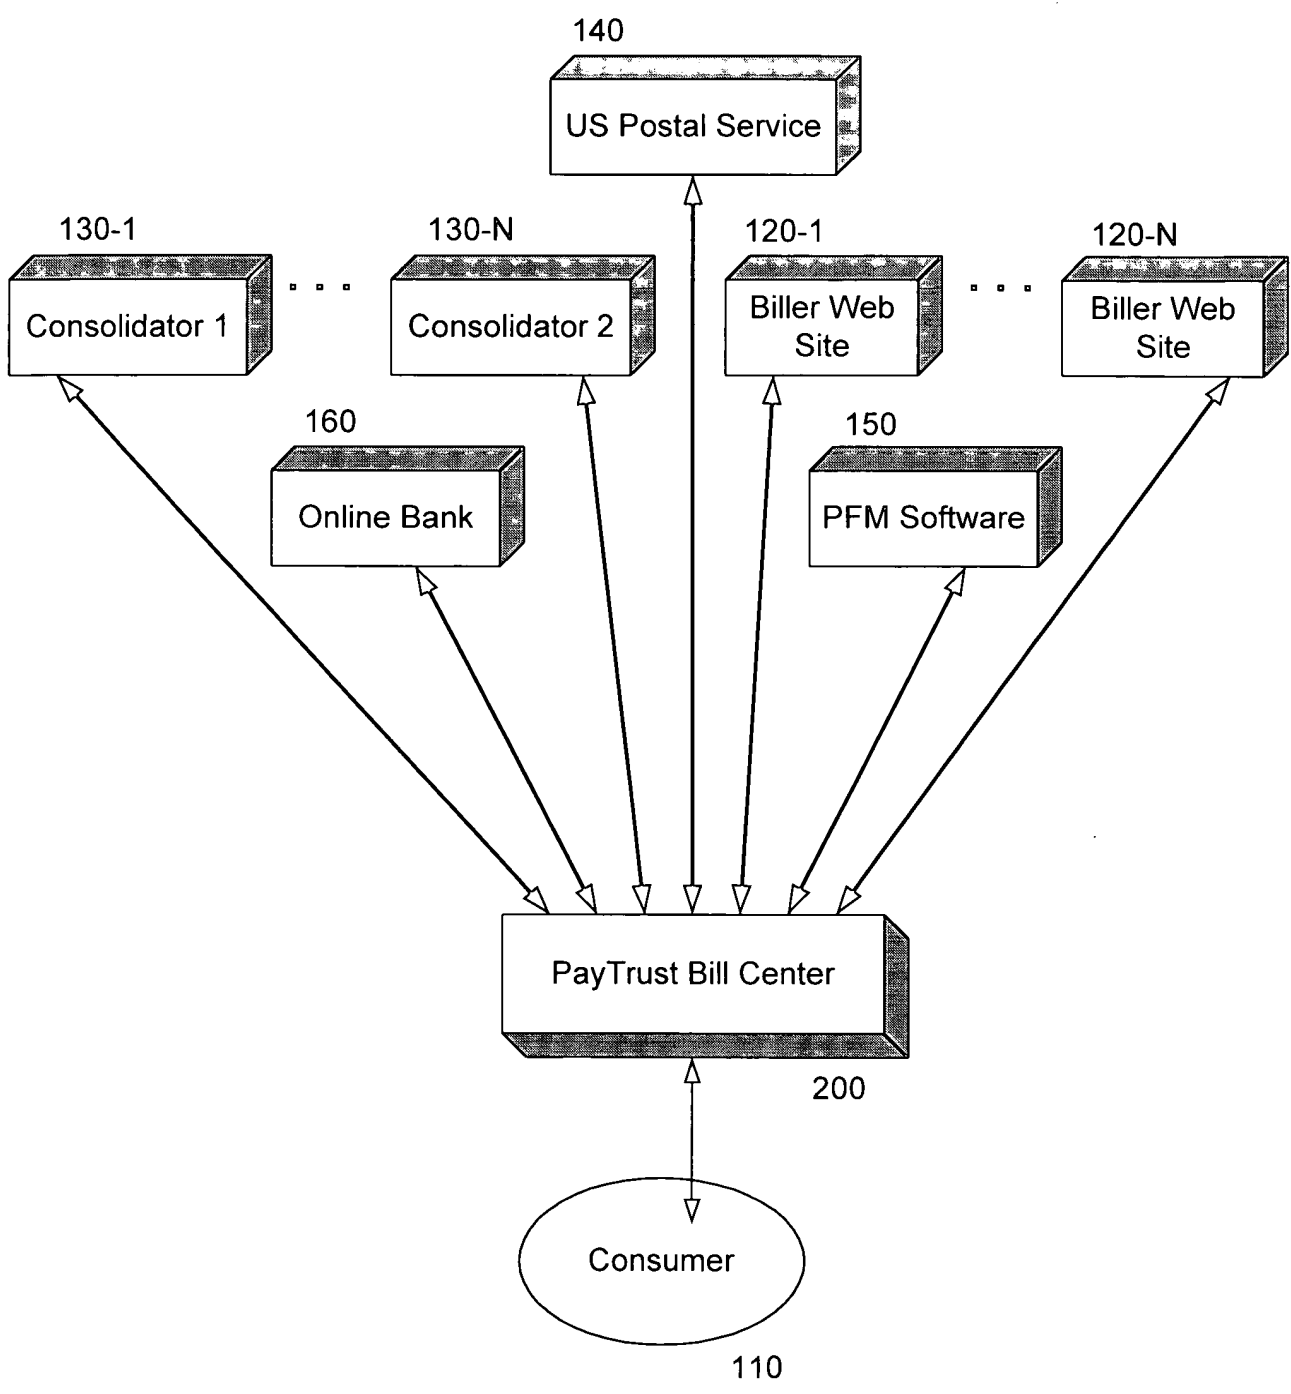 140
US Postal Service
130-1
130-N
120-1
120-N
Consolidator 1
Consolidator 2
Biller Web
Site
Biller Web
Site
160
150
Online Bank
PFM Software
PayTrust Bill Center
200
Consumer
110